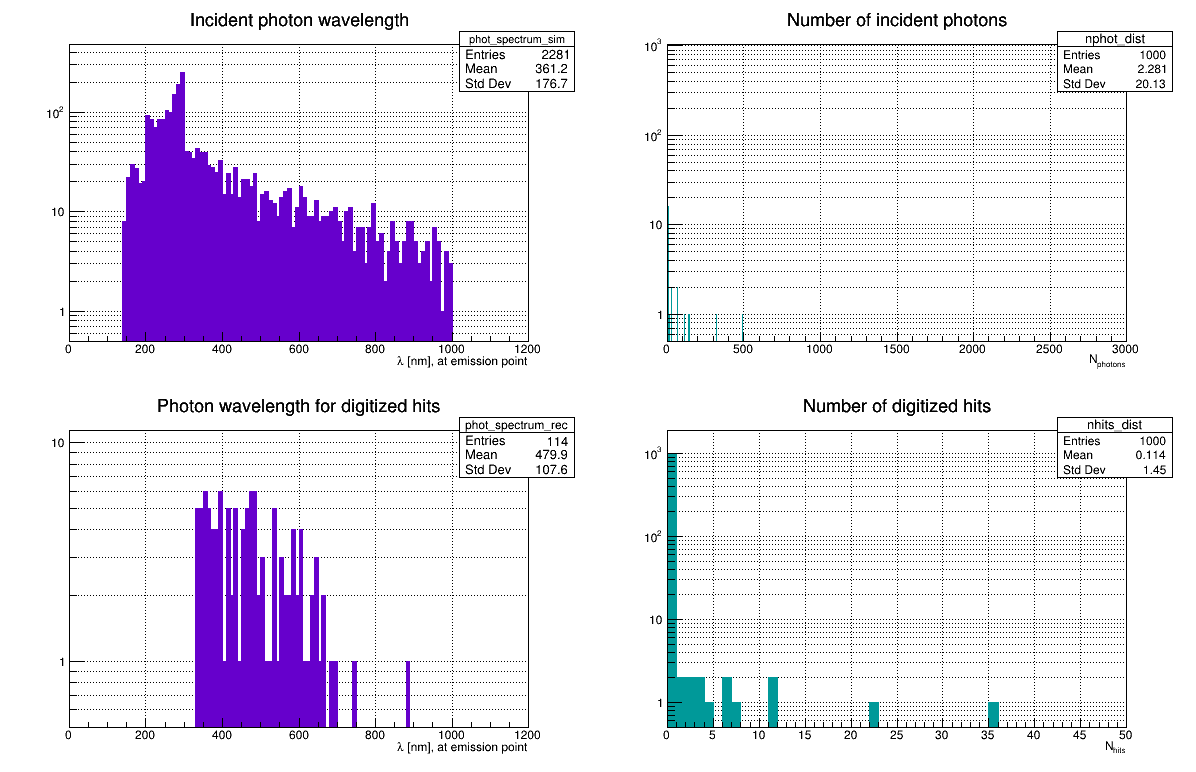 Incident photon wavelength
phot_spectrum_sim
Entries 2281
Mean 361.2
Std Dev 176.7
10²
10
1
0 200 400 600 800 1000 1200
λ [nm], at emission point
Number of incident photons
nphot_dist
Entries 1000
Mean 2.281
Std Dev 20.13
10³
10²
10
1
0 500 1000 1500 2000 2500 3000
N_photons
Photon wavelength for digitized hits
phot_spectrum_rec
Entries 114
Mean 479.9
Std Dev 107.6
10
1
0 200 400 600 800 1000 1200
λ [nm], at emission point
Number of digitized hits
nhits_dist
Entries 1000
Mean 0.114
Std Dev 1.45
10³
10²
10
1
0 5 10 15 20 25 30 35 40 45 50
N_hits